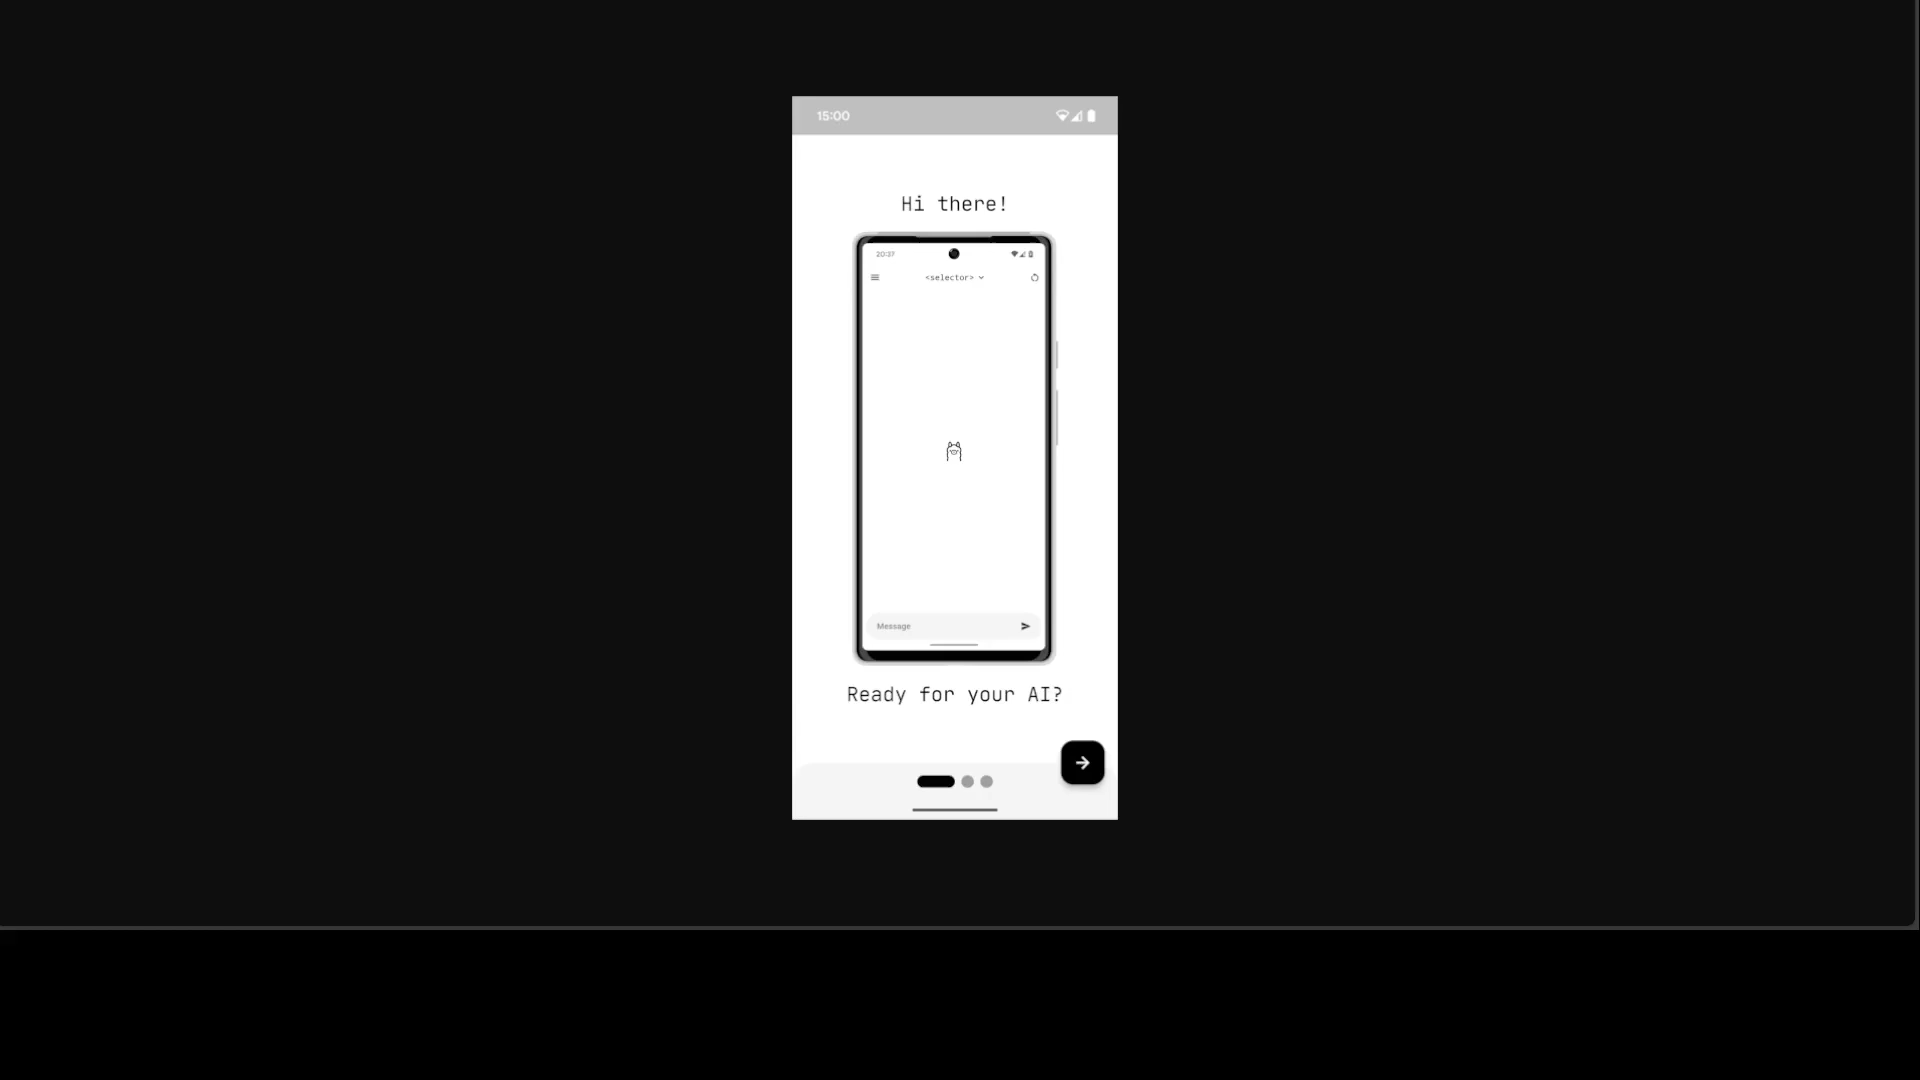 15:00
Hi there!
20:37
<selector>
Message
Ready for your AI?